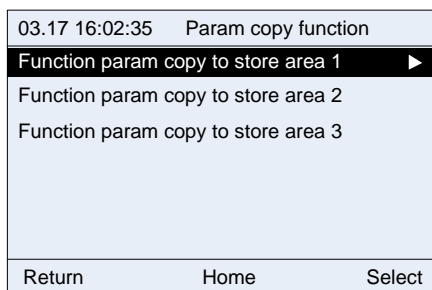 03.17 16:02:35 Param copy function
Function param copy to store area 1
Function param copy to store area 2
Function param copy to store area 3
Return Home Select